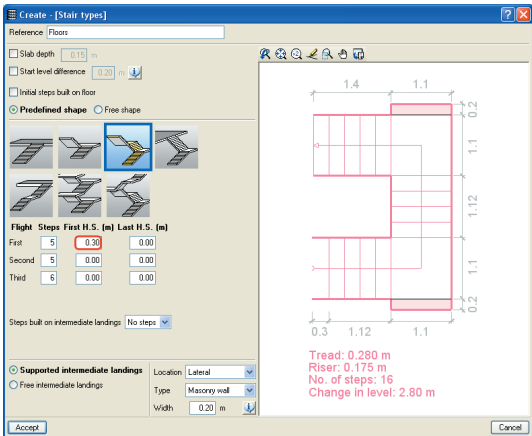 Create - [Stair types]
Reference Floors
Slab depth 0.15 m
Start level difference 0.20 m
Initial steps built on floor
Predefined shape Free shape
Flight Steps First H.S. (m) Last H.S. (m)
First 5 0.30 0.00
Second 5 0.00 0.00
Third 6 0.00 0.00
Steps built on intermediate landings No steps
Supported intermediate landings
Free intermediate landings
Location Lateral
Type Masonry wall
Width 0.20 m
1.4 1.1
0.2
1.1
1.12
1.1
0.2
0.3 1.12 1.1
Tread: 0.280 m
Riser: 0.175 m
No. of steps: 16
Change in level: 2.80 m
Accept Cancel